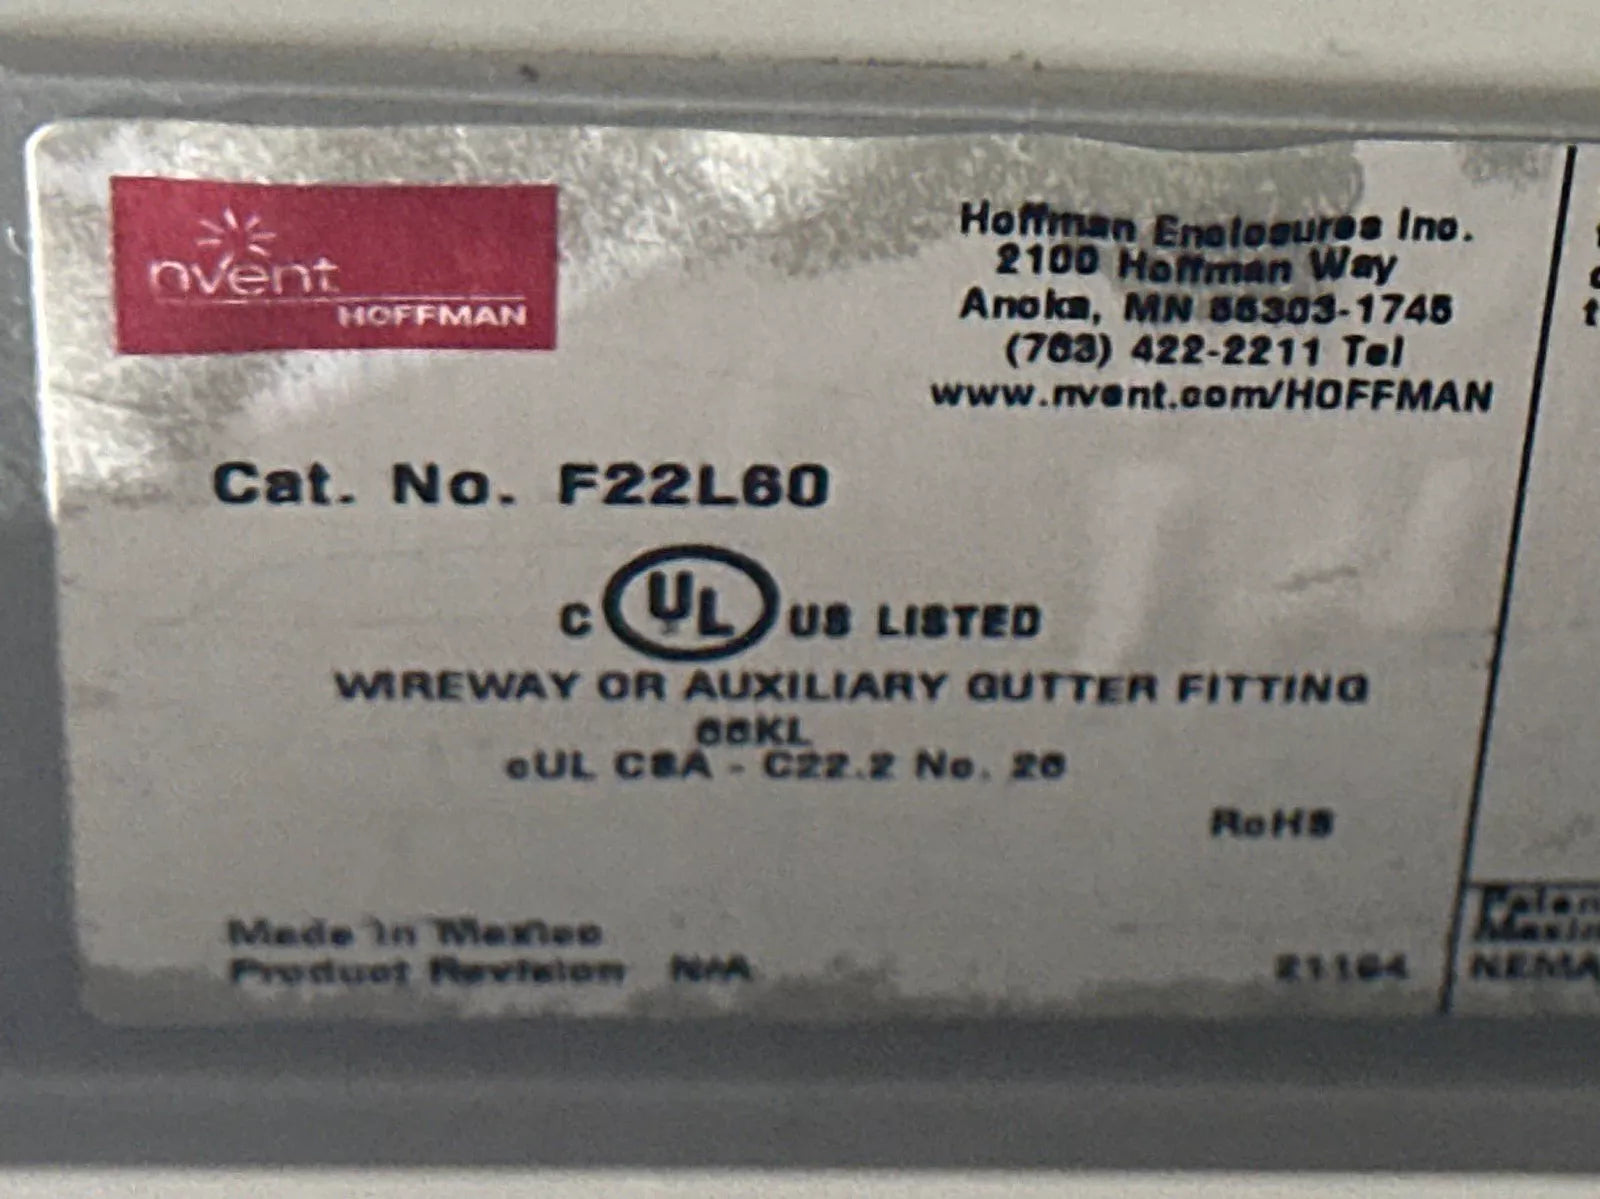 nvent
HOFFMAN
Hoffman Enclosures Inc.
2100 Hoffman Way
Anoka, MN 55303-1745
(763) 422-2211 Tel
www.nvent.com/HOFFMAN
Cat. No. F22L60
C UL US LISTED
WIREWAY OR AUXILIARY GUTTER FITTING
66KL
cUL CSA - C22.2 No. 26
RoHS
Made in Mexico
Product Revision N/A
21164
NEMA